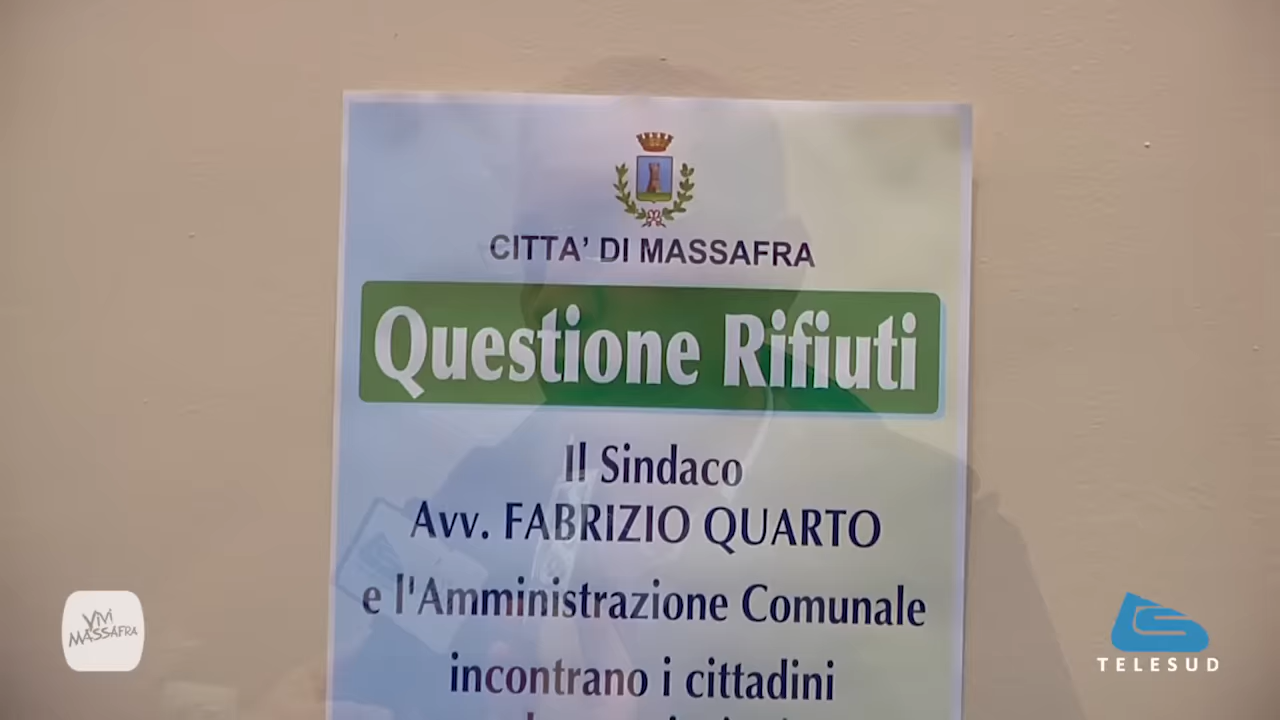 CITTA' DI MASSAFRA
Questione Rifiuti
Il Sindaco
Avv. FABRIZIO QUARTO
e l'Amministrazione Comunale
incontrano i cittadini
VIVI
MASSAFRA
TELESUD